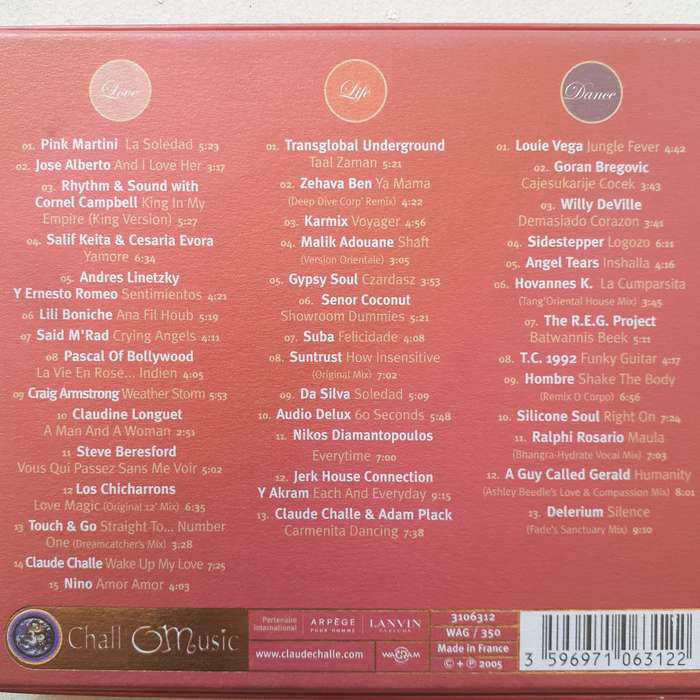 Love
01. Pink Martini La Soledad 5:23
02. Jose Alberto And I Love Her 3:17
03. Rhythm & Sound with
Cornel Campbell King In My
Empire (King Version) 5:27
04. Salif Keita & Cesaria Evora
Yamore 6:34
05. Andres Linetzky
Y Ernesto Romeo Sentimientos 4:21
06 Lili Boniche Ana Fil Houb 5:19
07 Said M'Rad Crying Angels 4:11
08 Pascal Of Bollywood
La Vie En Rose... Indien 4:05
09 Craig Armstrong Weather Storm 5:53
10 Claudine Longuet
A Man And A Woman 2:51
11 Steve Beresford
Vous Qui Passez Sans Me Voir 5:02
12 Los Chicharrons
Love Magic (Original 12' Mix) 6:35
13 Touch & Go Straight To... Number
One (Dreamcatcher's Mix) 3:28
14 Claude Challe Wake Up My Love 7:25
15 Nino Amor Amor 4:03
Life
01. Transglobal Underground
Taal Zaman 5:21
02. Zehava Ben Ya Mama
(Deep Dive Corp' Remix) 4:22
03. Karmix Voyager 4:56
04. Malik Adouane Shaft
(Version Orientale) 3:05
05. Gypsy Soul Czardasz 3:53
06. Senor Coconut
Showroom Dummies 5:21
07. Suba Felicidade 4:08
08. Suntrust How Insensitive
(Original Mix) 7:02
09. Da Silva Soledad 5:09
10. Audio Delux 60 Seconds 5:48
11. Nikos Diamantopoulos
Everytime 7:00
12. Jerk House Connection
Y Akram Each And Everyday 9:15
13. Claude Challe & Adam Plack
Carmenita Dancing 7:38
Dance
01. Louie Vega Jungle Fever 4:42
02. Goran Bregovic
Cajesukarije Cocek 3:43
03. Willy DeVille
Demasiado Corazon 3:41
04. Sidestepper Logozo 6:11
05. Angel Tears Inshalla 4:16
06. Hovannes K. La Cumparsita
(Tang'Oriental House Mix) 3:45
07. The R.E.G. Project
Batwannis Beek 5:11
08. T.C. 1992 Funky Guitar 4:17
09. Hombre Shake The Body
(Remix D Corpo) 6:56
10. Silicone Soul Right On 7:24
11. Ralphi Rosario Maula
(Bhangra-Hydrate Vocal Mix) 7:03
12. A Guy Called Gerald Humanity
(Ashley Beedle's Love & Compassion Mix) 8:01
13. Delerium Silence
(Fade's Sanctuary Mix) 9:10
Chall OMusic
Partenaire
International
ARPÈGE
POUR HOMME
LANVIN
PARFUMS
www.claudechalle.com
WAGRAM
3106312
WAG / 350
Made in France
© + ℗ 2005
3 596971 063122